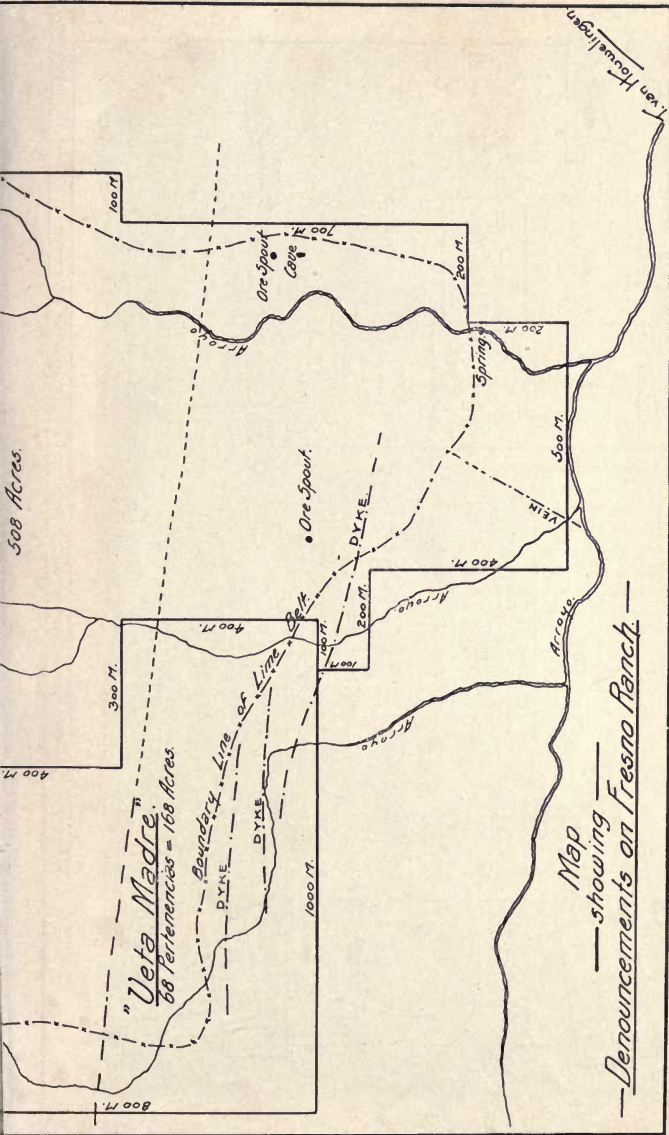 508 Acres.
"Veta Madre."
68 Pertenencias = 168 Acres.
400 M.
300 M.
400 M.
800 M.
1000 M.
100 M.
100 M.
200 M.
400 M.
500 M.
200 M.
200 M.
700 M.
100 M.
Boundary Line of Lime Belt.
DYKE
DYKE
DYKE.
Ore Spout.
Ore Spout
Cave
Arroyo
Spring.
VEIN
Arroyo.
Arroyo
Arroyo.
Map
showing
Denouncements on Fresno Ranch.
T. van Houwelingen.